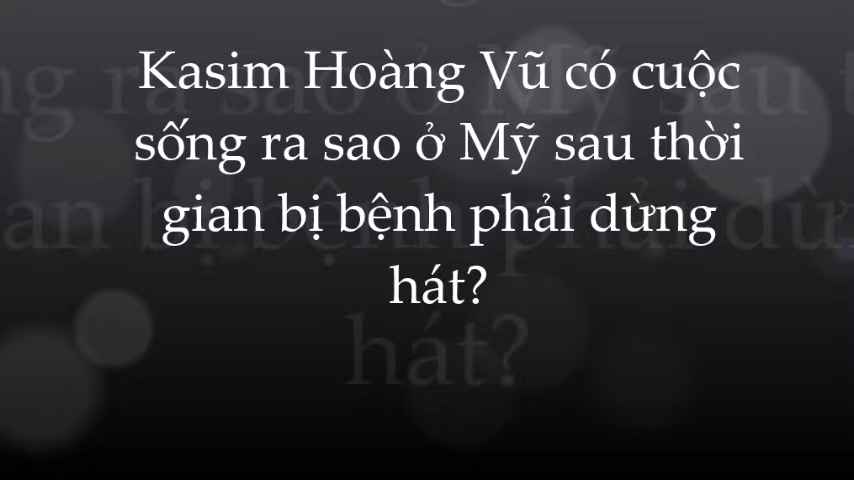 Kasim Hoàng Vũ có cuộc
sống ra sao ở Mỹ sau thời
gian bị bệnh phải dừng
hát?